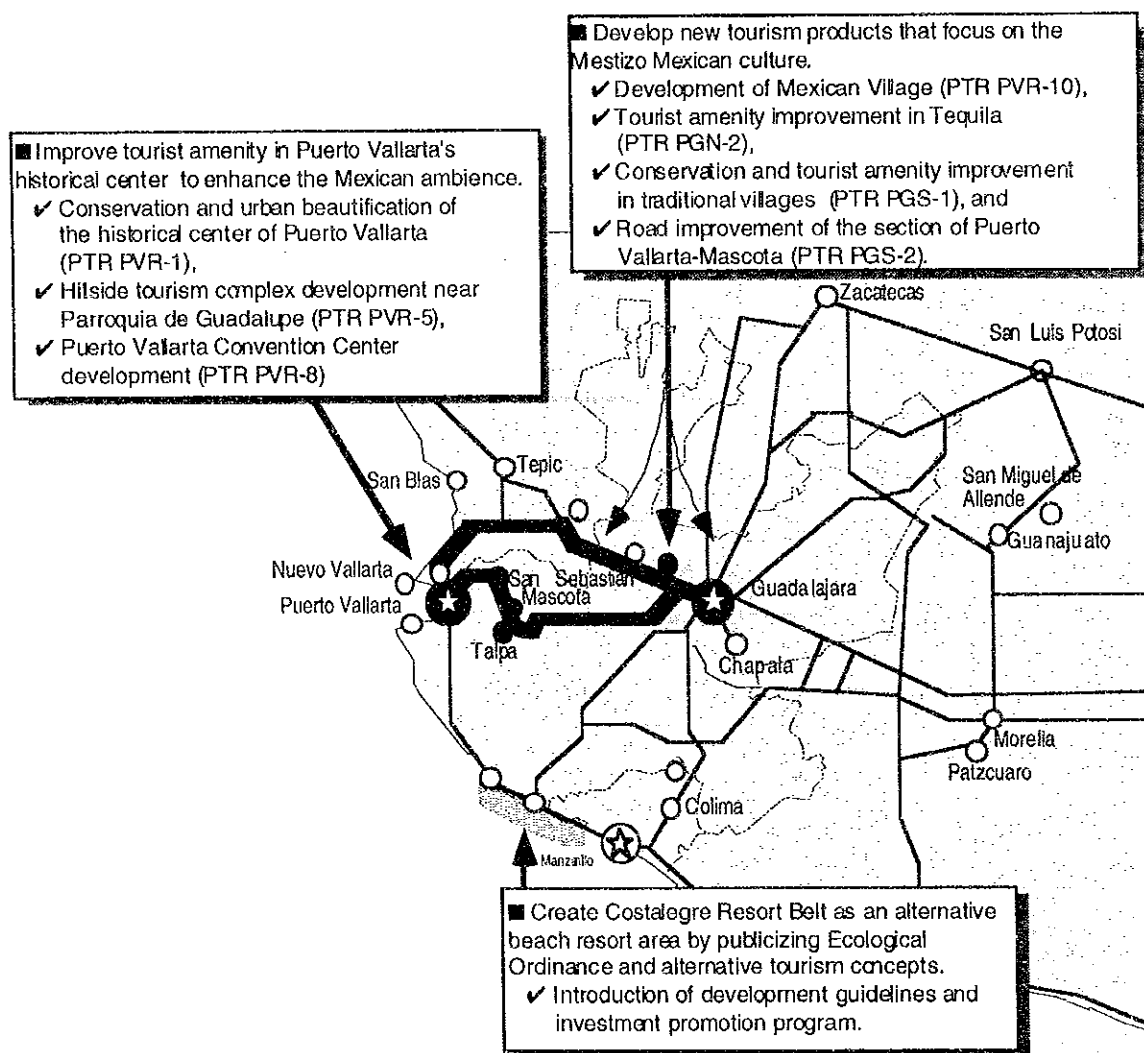 ■ Develop new tourism products that focus on the
Mestizo Mexican culture.
✔ Development of Mexican Village (PTR PVR-10),
✔ Tourist amenity improvement in Tequila
(PTR PGN-2),
✔ Conservation and tourist amenity improvement
in traditional villages (PTR PGS-1), and
✔ Road improvement of the section of Puerto
Vallarta-Mascota (PTR PGS-2).
■ Improve tourist amenity in Puerto Vallarta's
historical center to enhance the Mexican ambience.
✔ Conservation and urban beautification of
the historical center of Puerto Vallarta
(PTR PVR-1),
✔ Hillside tourism complex development near
Parroquia de Guadalupe (PTR PVR-5),
✔ Puerto Vallarta Convention Center
development (PTR PVR-8)
Zacatecas
San Luis Potosi
Tepic
San Blas
San Miguel de
Allende
Guanajuato
Nuevo Vallarta
San Sebastian
Mascota
Guadalajara
Puerto Vallarta
Talpa
Chapala
Morelia
Patzcuaro
Colima
Manzanillo
■ Create Costalegre Resort Belt as an alternative
beach resort area by publicizing Ecological
Ordinance and alternative tourism concepts.
✔ Introduction of development guidelines and
investment promotion program.